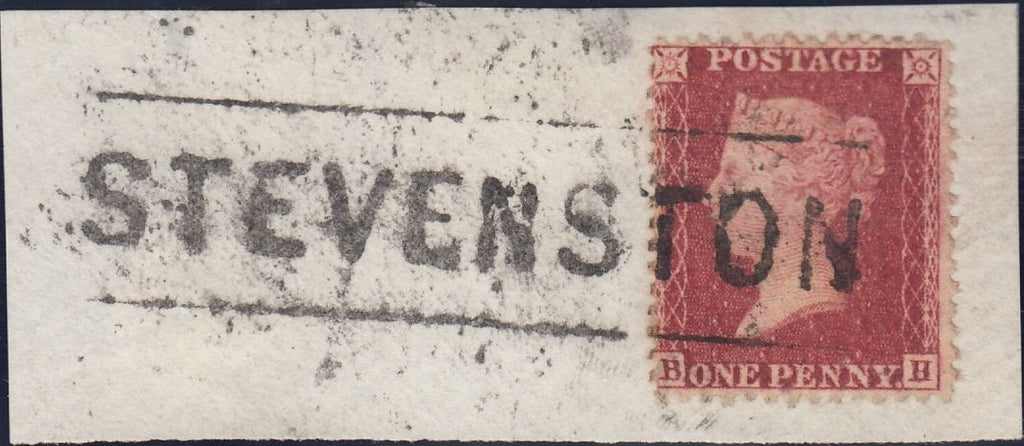 POSTAGE
STEVENSTON
B ONE PENNY. H